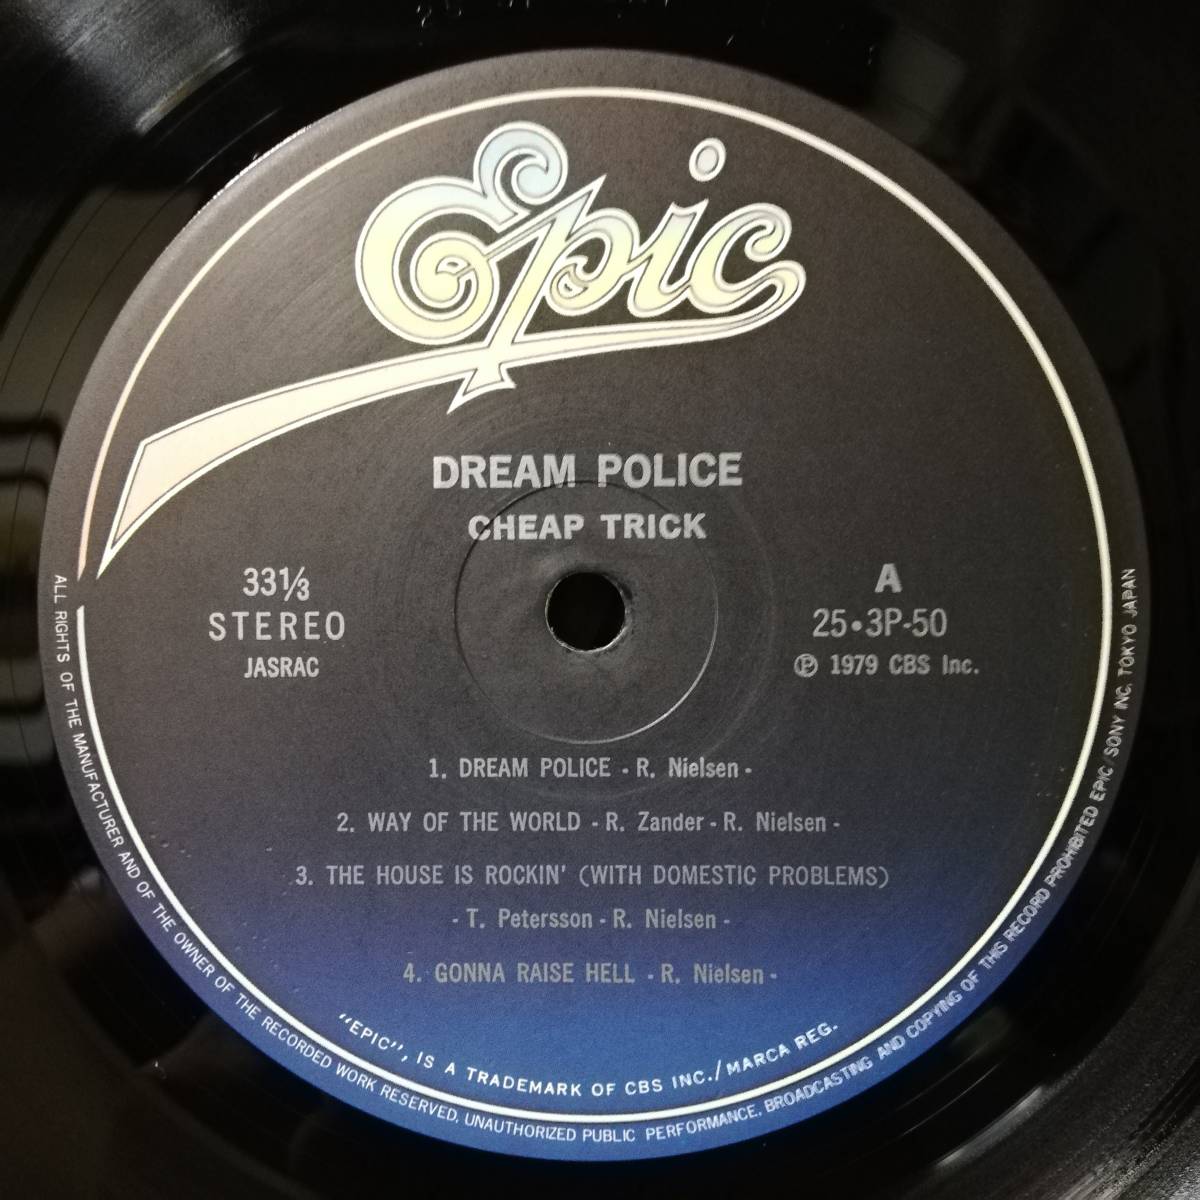 Epic
DREAM POLICE
CHEAP TRICK
33⅓
STEREO
JASRAC
A
25•3P-50
℗ 1979 CBS Inc.
1. DREAM POLICE - R. Nielsen -
2. WAY OF THE WORLD - R. Zander - R. Nielsen -
3. THE HOUSE IS ROCKIN' (WITH DOMESTIC PROBLEMS)
- T. Petersson - R. Nielsen -
4. GONNA RAISE HELL - R. Nielsen -
"EPIC", IS A TRADEMARK OF CBS INC./MARCA REG.
ALL RIGHTS OF THE MANUFACTURER AND OF THE OWNER OF THE RECORDED WORK RESERVED. UNAUTHORIZED PUBLIC PERFORMANCE, BROADCASTING AND COPYING OF THIS RECORD PROHIBITED EPIC/SONY INC. TOKYO JAPAN